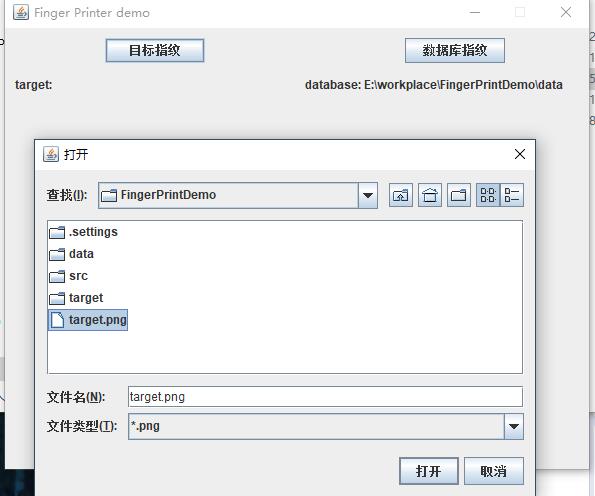 Finger Printer demo
目标指纹 数据库指纹
target: database: E:\workplace\FingerPrintDemo\data
打开
查找(I): FingerPrintDemo
.settings
data
src
target
target.png
文件名(N): target.png
文件类型(T): *.png
打开 取消